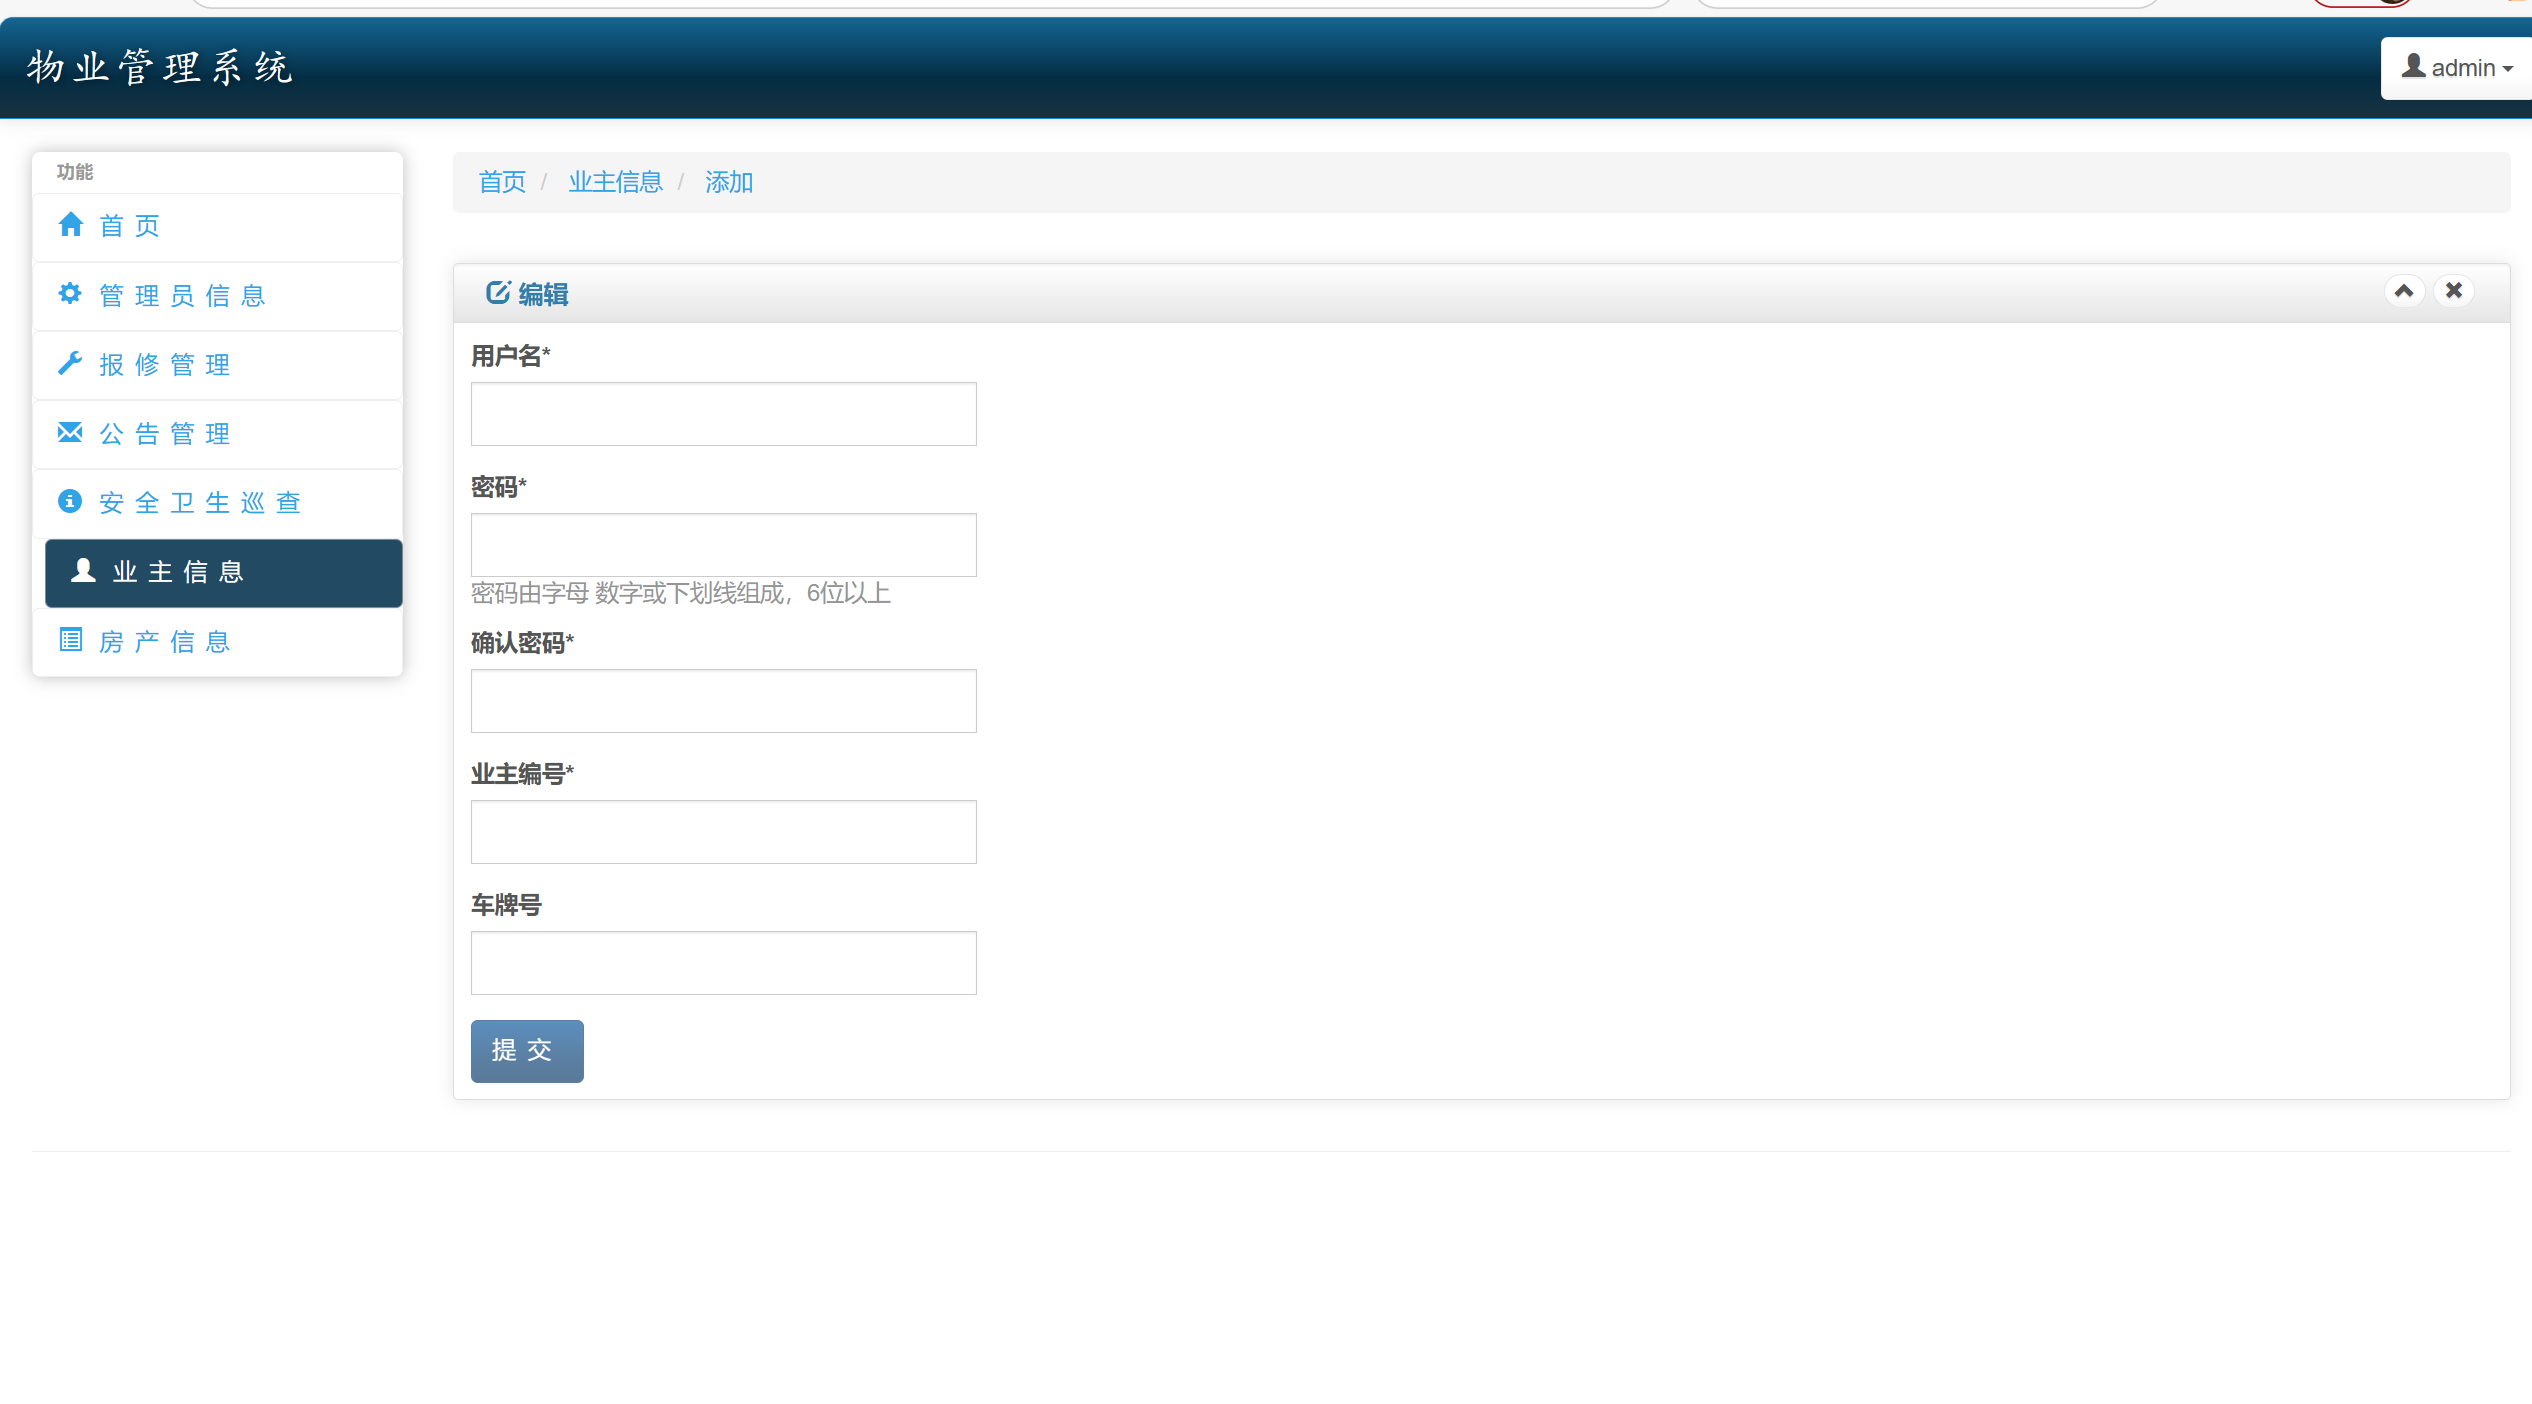 物业管理系统
admin
功能
首页
管理员信息
报修管理
公告管理
安全卫生巡查
业主信息
房产信息
首页 / 业主信息 / 添加
编辑
用户名*
密码*
密码由字母 数字或下划线组成，6位以上
确认密码*
业主编号*
车牌号
提交